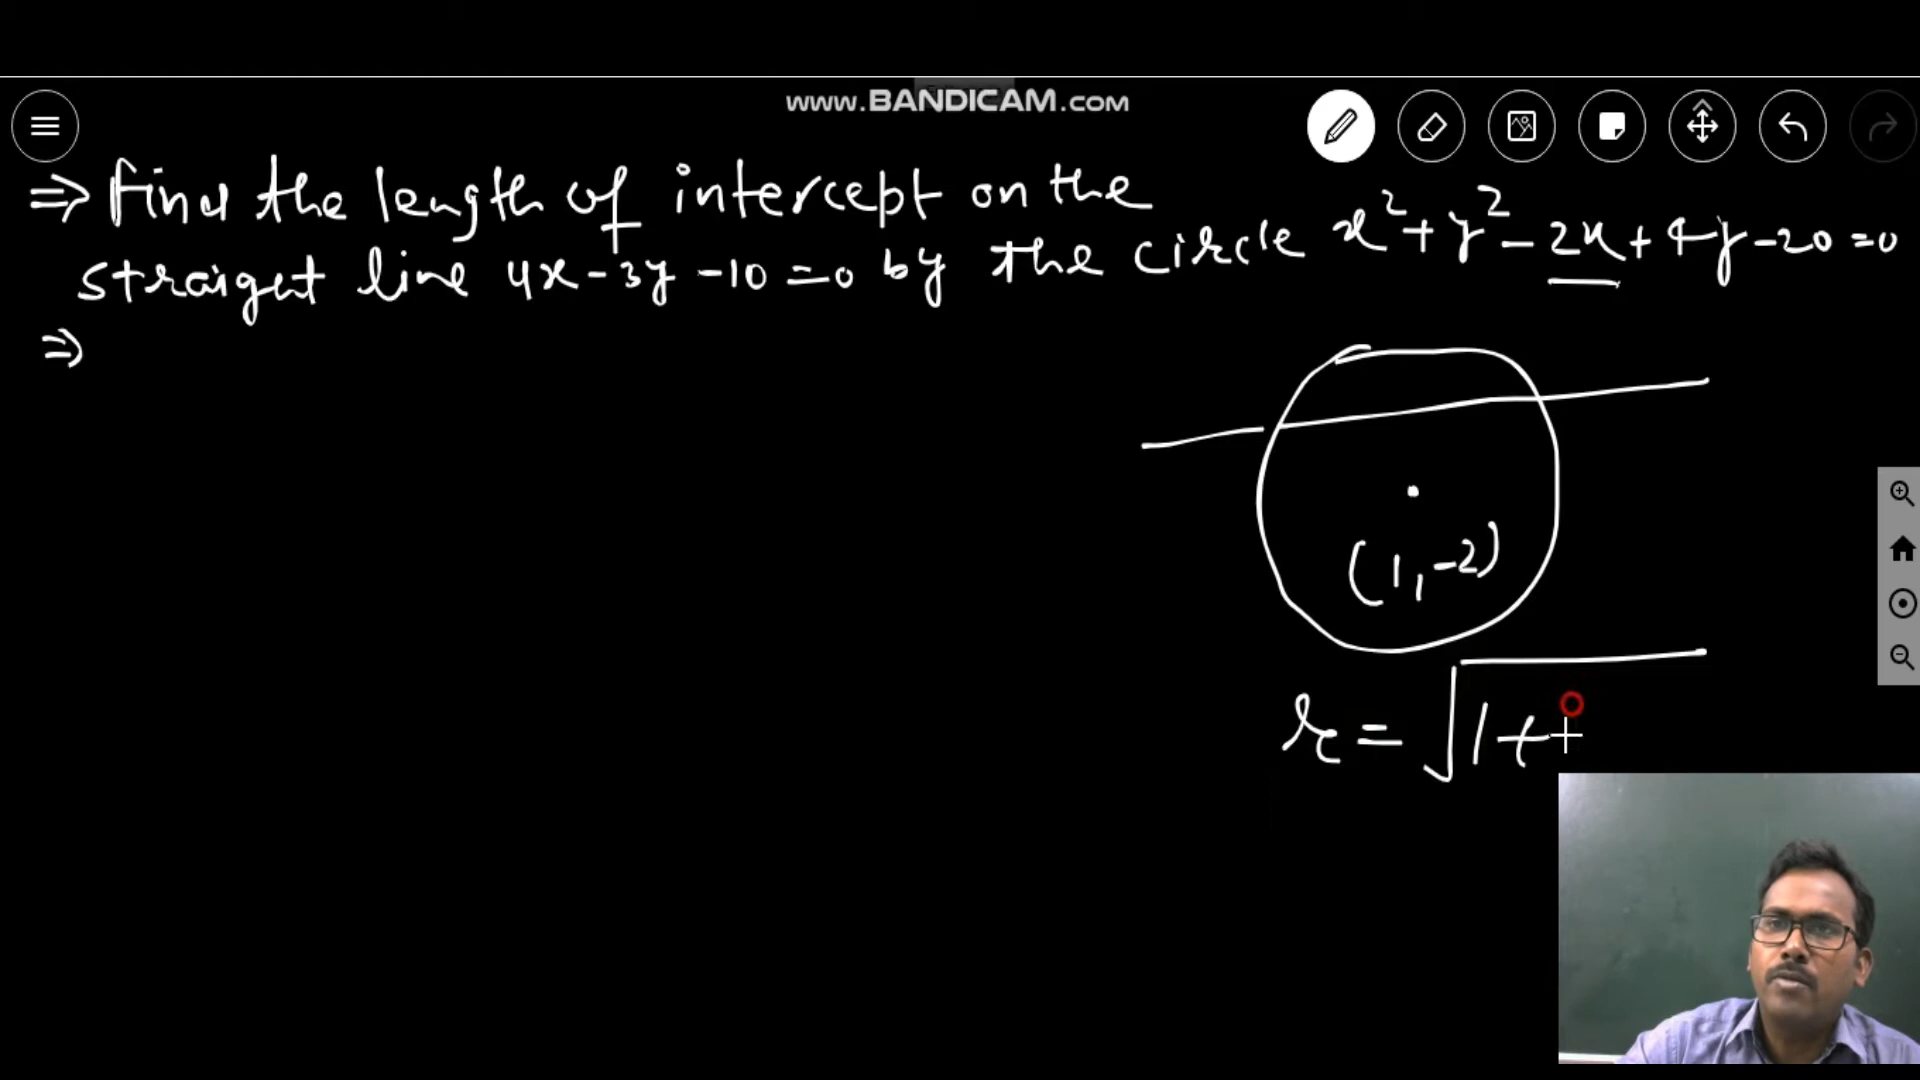 www.BANDICAM.com
⇒ Find the length of intercept on the
straight line 4x-3y-10=0 by the circle x²+y²-2x+4y-20=0
⇒
(1,-2)
r=√1+